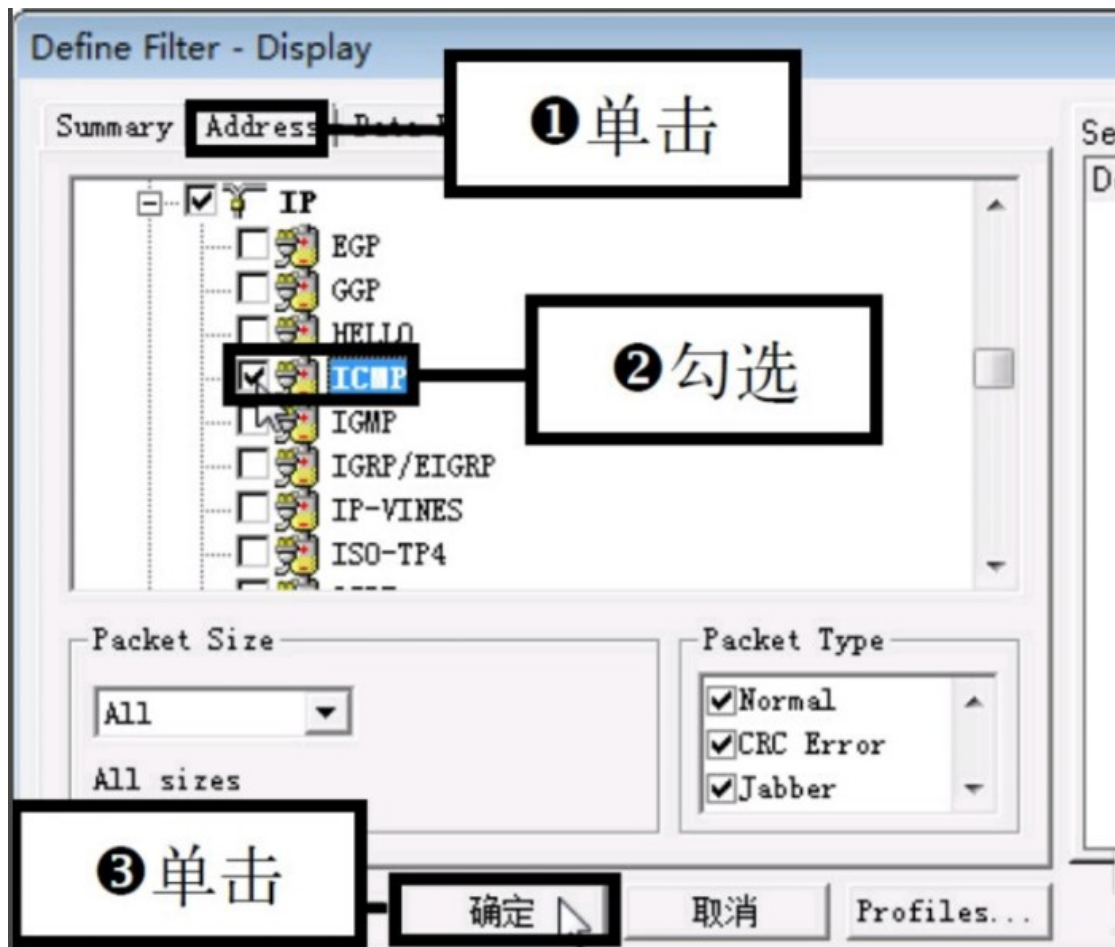 Define Filter - Display
❶单击
Summary Address Data
Se
IP
EGP
GGP
HELLO
❷勾选
ICMP
IGMP
IGRP/EIGRP
IP-VINES
ISO-TP4
Packet Size
Packet Type
All
Normal
CRC Error
All sizes
Jabber
❸单击
确定 取消 Profiles...